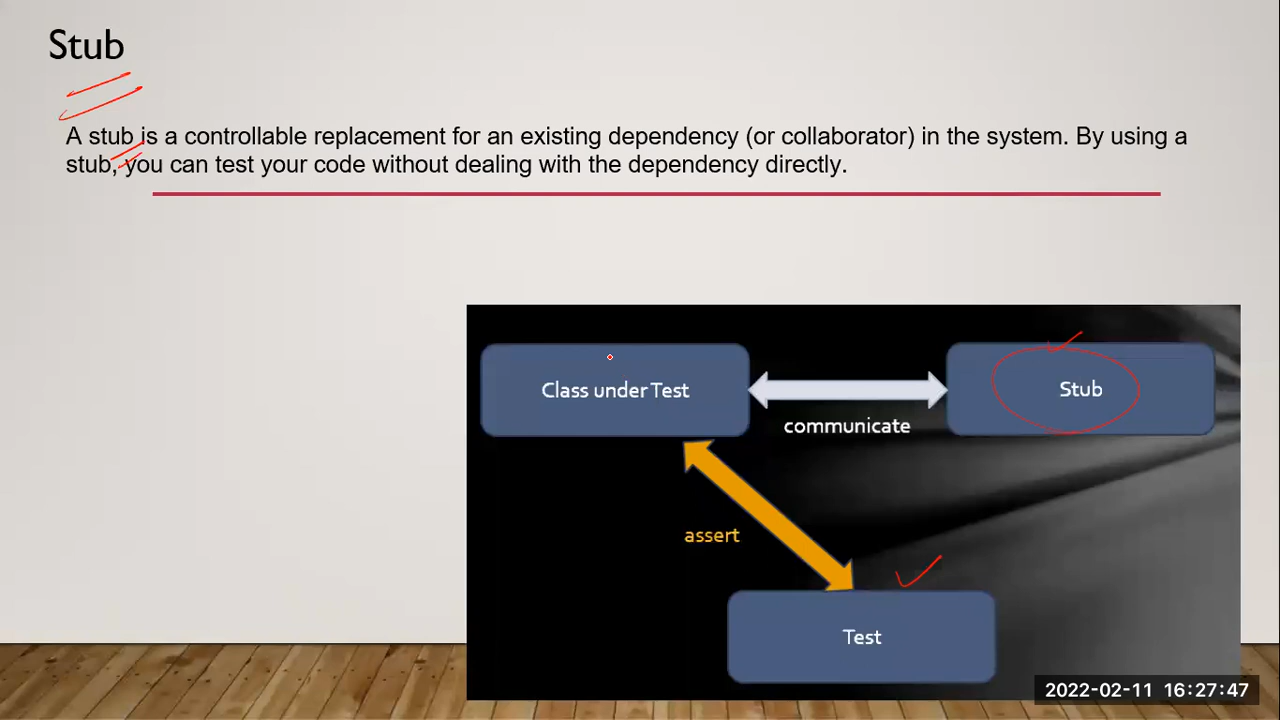 Stub
A stub is a controllable replacement for an existing dependency (or collaborator) in the system. By using a
stub, you can test your code without dealing with the dependency directly.
Class under Test
Stub
communicate
assert
Test
2022-02-11 16:27:47